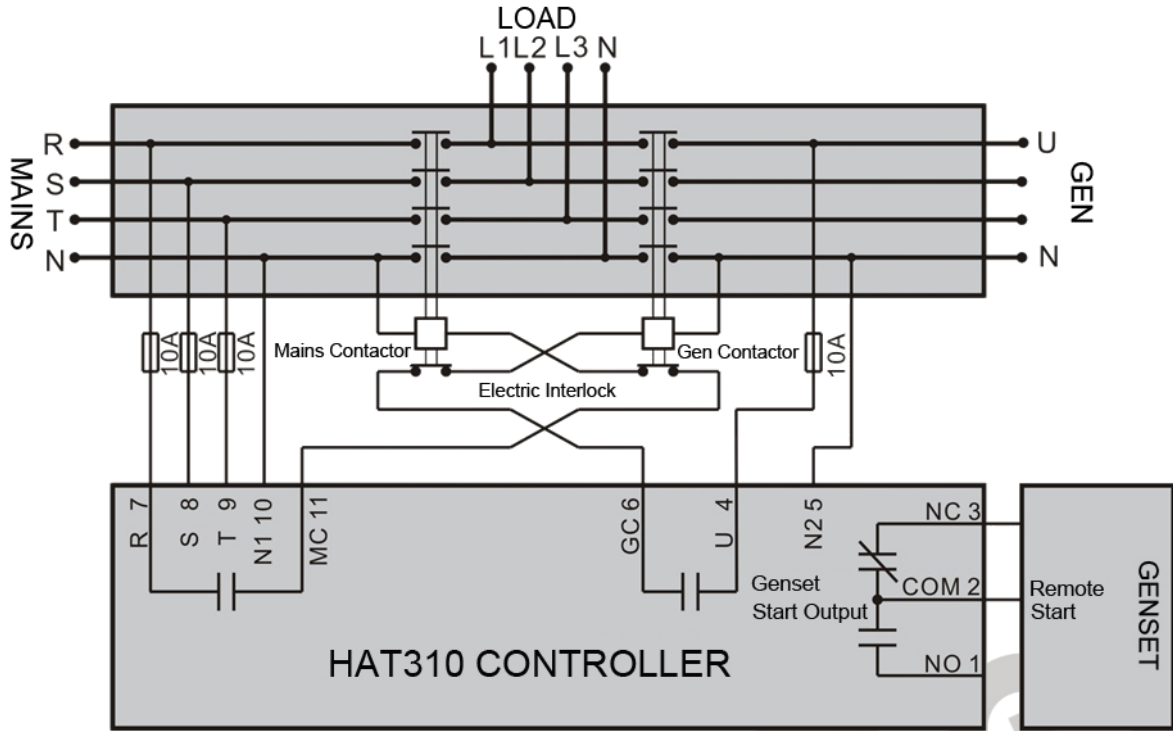 LOAD
L1 L2 L3 N
MAINS
R
S
T
N
GEN
U
N
10A
10A
10A
Mains Contactor
Gen Contactor
10A
Electric Interlock
R 7
S 8
T 9
N1 10
MC 11
GC 6
U 4
N2 5
NC 3
COM 2
NO 1
Genset
Start Output
HAT310 CONTROLLER
Remote
Start
GENSET